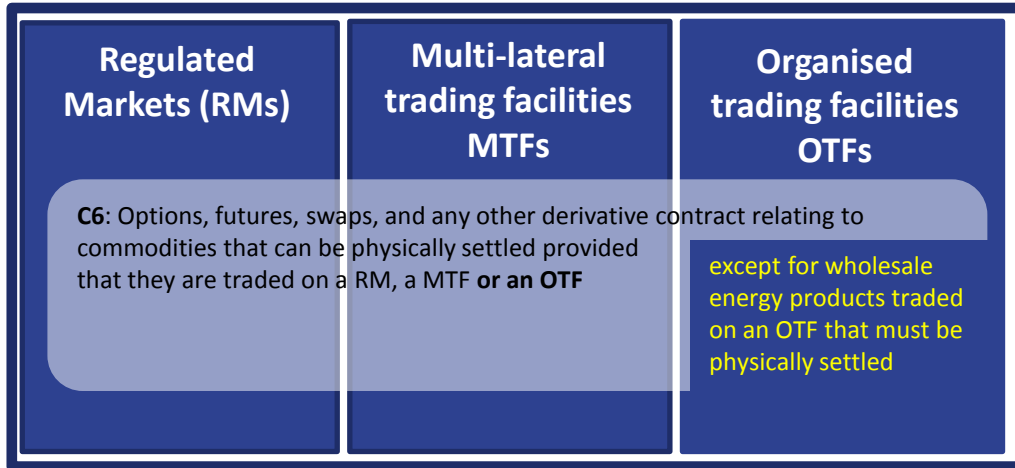 Regulated
Markets (RMs)
Multi-lateral
trading facilities
MTFs
Organised
trading facilities
OTFs
C6: Options, futures, swaps, and any other derivative contract relating to
commodities that can be physically settled provided
that they are traded on a RM, a MTF or an OTF
except for wholesale
energy products traded
on an OTF that must be
physically settled